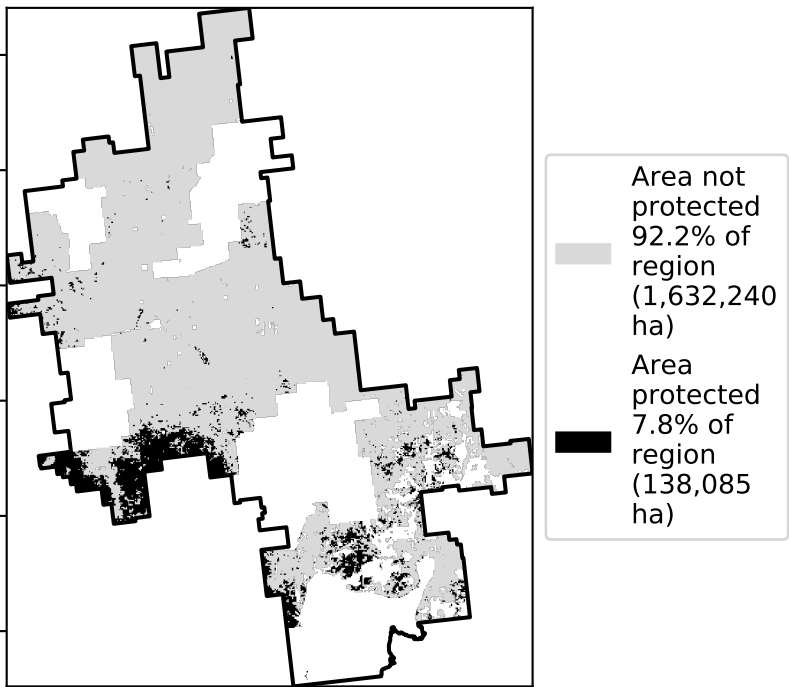 Area not
protected
92.2% of
region
(1,632,240
ha)
Area
protected
7.8% of
region
(138,085
ha)